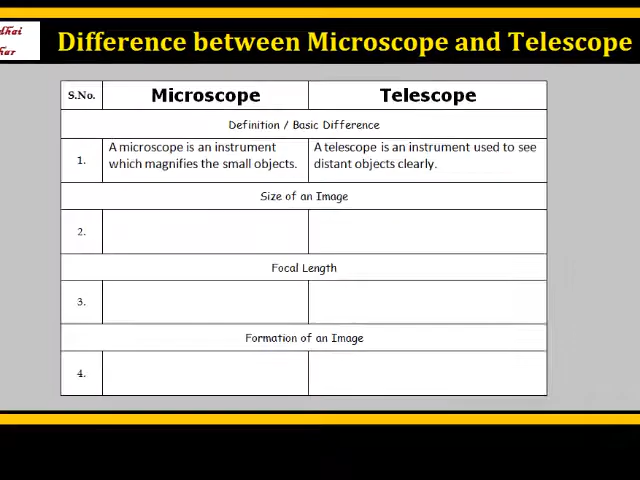 dhai
har
Difference between Microscope and Telescope
S.No. Microscope Telescope
Definition / Basic Difference
1. A microscope is an instrument which magnifies the small objects. A telescope is an instrument used to see distant objects clearly.
Size of an Image
2.
Focal Length
3.
Formation of an Image
4.